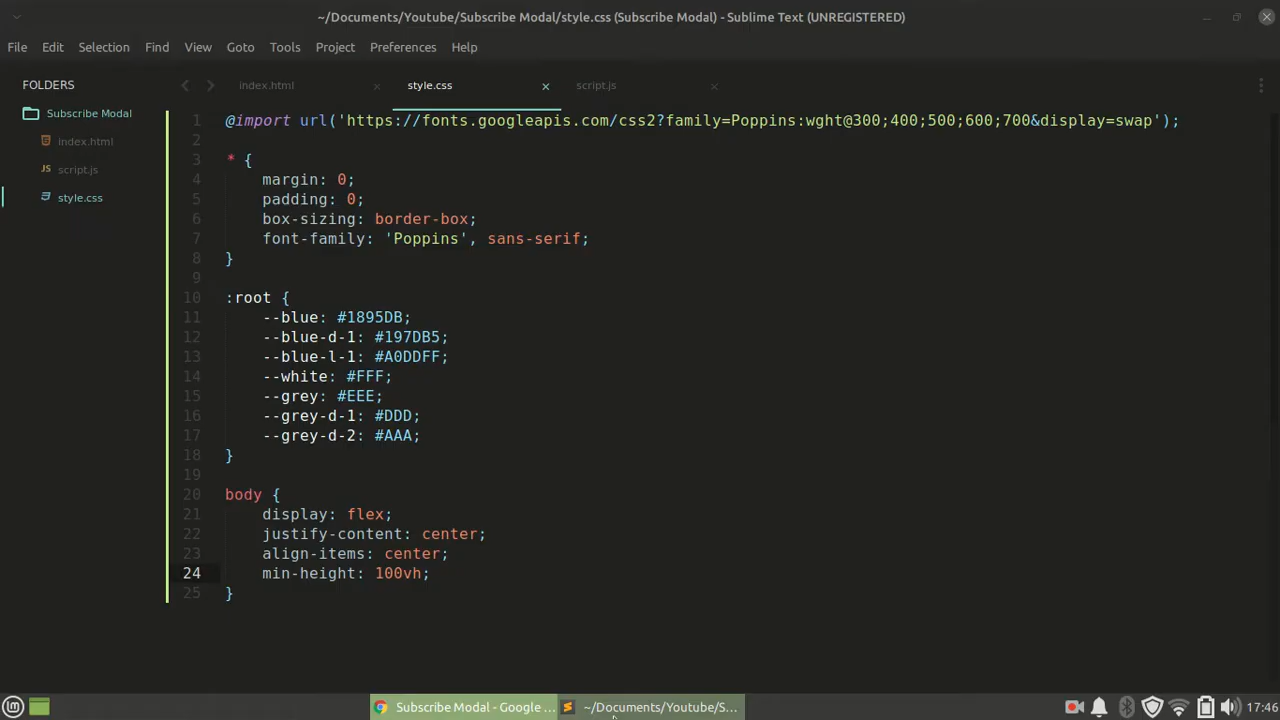 ~/Documents/Youtube/Subscribe Modal/style.css (Subscribe Modal) - Sublime Text (UNREGISTERED)
File Edit Selection Find View Goto Tools Project Preferences Help
FOLDERS
Subscribe Modal
index.html
JS script.js
style.css
index.html style.css script.js
1 @import url('https://fonts.googleapis.com/css2?family=Poppins:wght@300;400;500;600;700&display=swap');
2
3 * {
4 margin: 0;
5 padding: 0;
6 box-sizing: border-box;
7 font-family: 'Poppins', sans-serif;
8 }
9
10 :root {
11 --blue: #1895DB;
12 --blue-d-1: #197DB5;
13 --blue-l-1: #A0DDFF;
14 --white: #FFF;
15 --grey: #EEE;
16 --grey-d-1: #DDD;
17 --grey-d-2: #AAA;
18 }
19
20 body {
21 display: flex;
22 justify-content: center;
23 align-items: center;
24 min-height: 100vh;
25 }
Subscribe Modal - Google ... ~/Documents/Youtube/S... 17:46